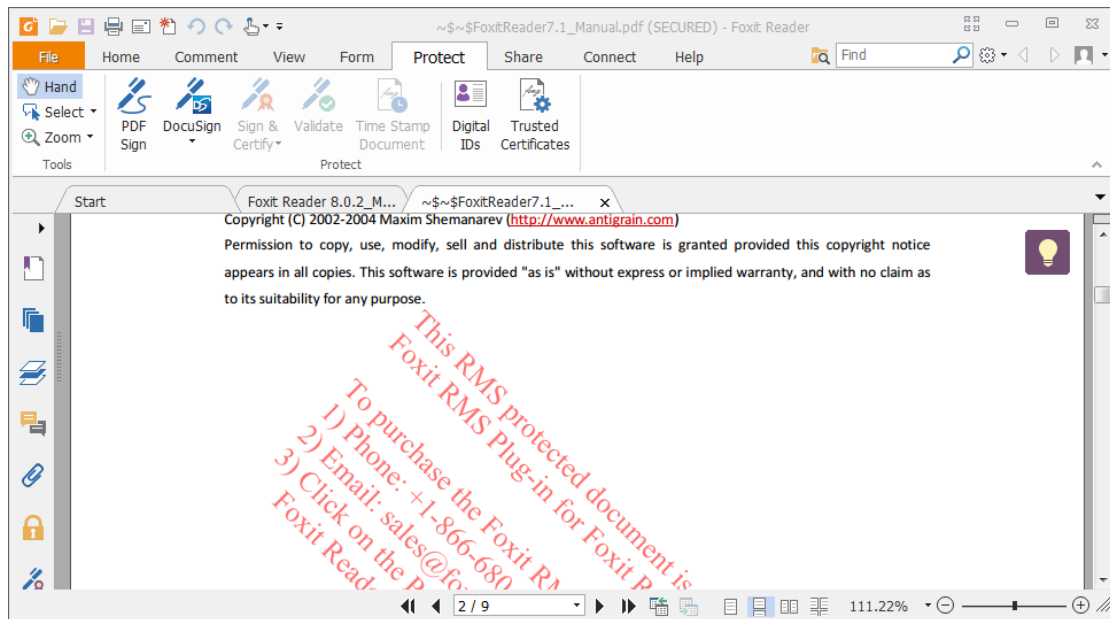 ~$~$FoxitReader7.1_Manual.pdf (SECURED) - Foxit Reader
File Home Comment View Form Protect Share Connect Help Find
Hand
Select
Zoom
Tools
PDF Sign
DocuSign
Sign & Certify
Validate
Time Stamp Document
Digital IDs
Trusted Certificates
Protect
Start
Foxit Reader 8.0.2_M...
~$~$FoxitReader7.1_...
Copyright (C) 2002-2004 Maxim Shemanarev (http://www.antigrain.com)
Permission to copy, use, modify, sell and distribute this software is granted provided this copyright notice
appears in all copies. This software is provided "as is" without express or implied warranty, and with no claim as
to its suitability for any purpose.
This RMS protected document is
Foxit RMS Plug-in for Foxit R
To purchase the Foxit RM
1) Phone: +1-866-680
2) Email: sales@fo
3) Click on the
Foxit Read
2 / 9
111.22%